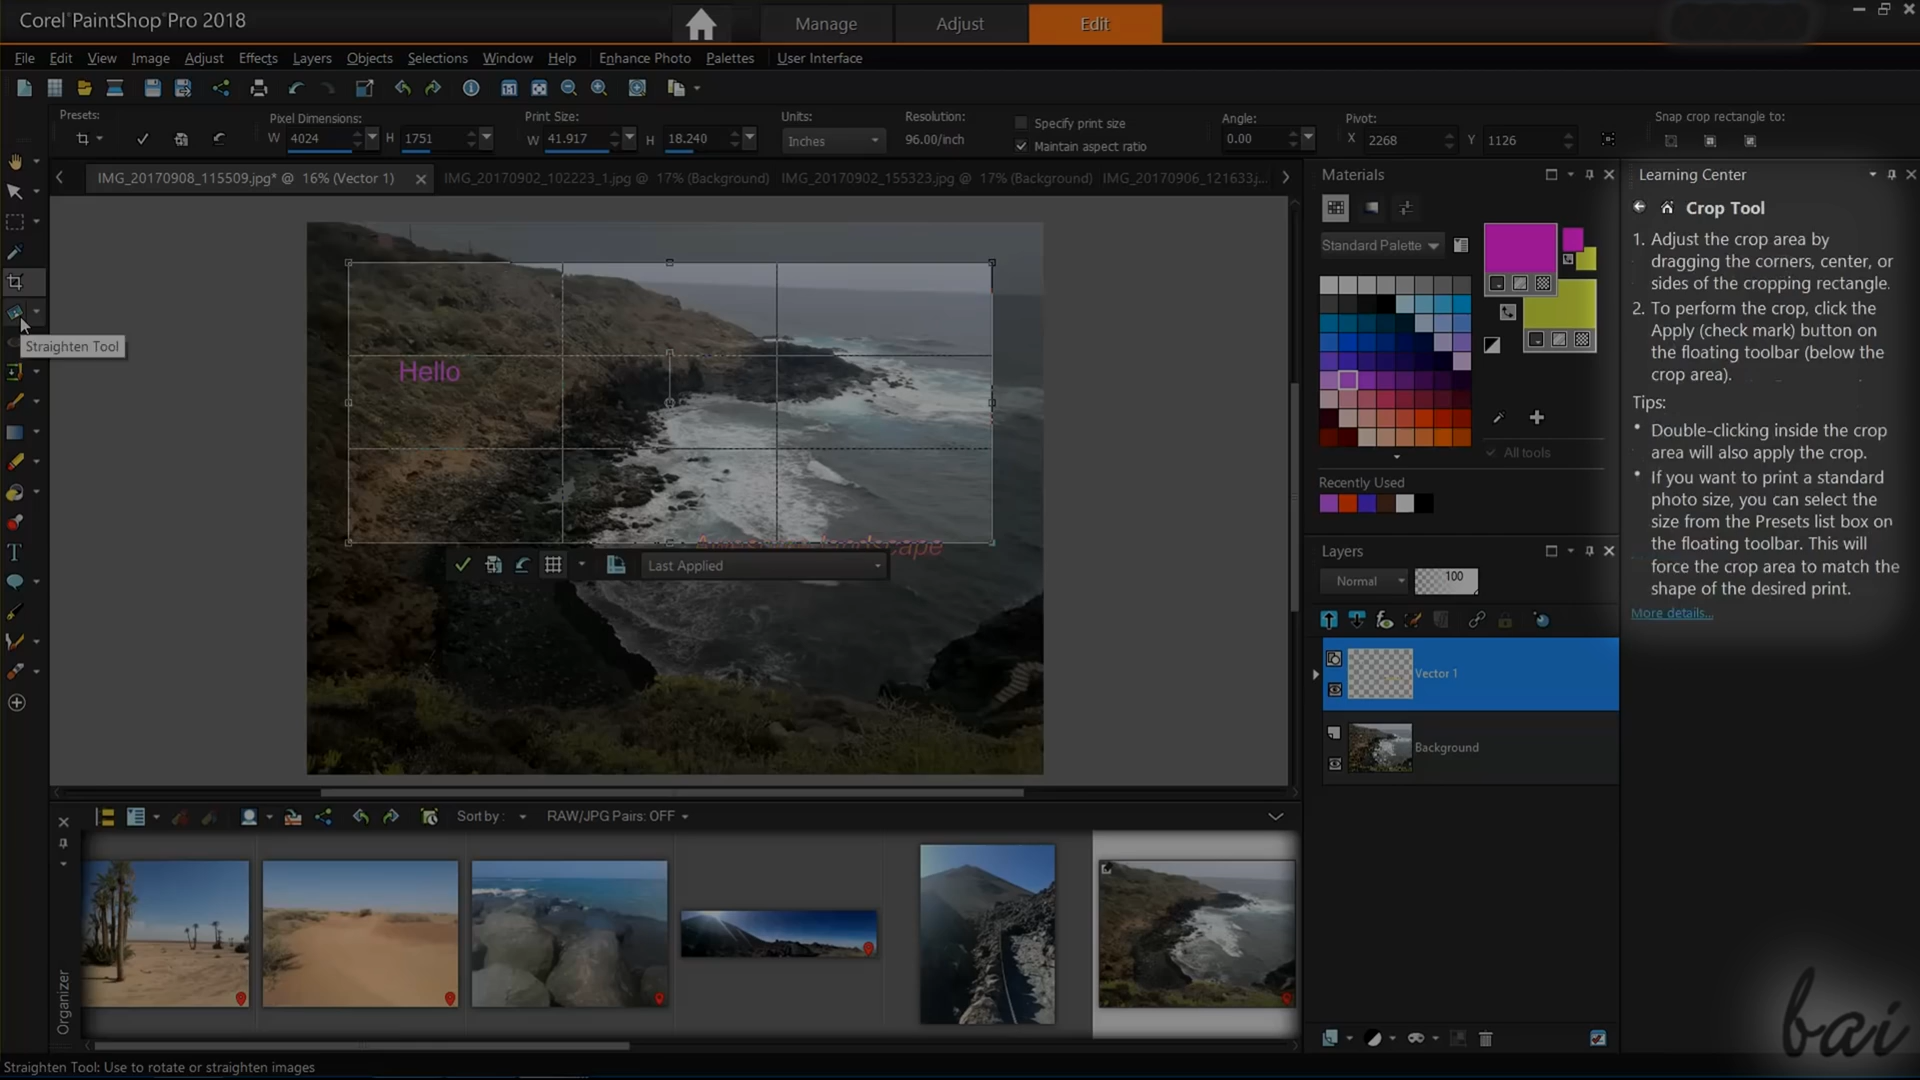 Corel PaintShop Pro 2018
Manage
Adjust
Edit
File Edit View Image Adjust Effects Layers Objects Selections Window Help Enhance Photo Palettes User Interface
Presets:
Pixel Dimensions:
W 4024 H 1751
Print Size:
W 41.917 H 18.240
Units:
Inches
Resolution:
96.00/inch
Specify print size
Maintain aspect ratio
Angle:
0.00
Pivot:
X 2268 Y 1126
Snap crop rectangle to:
IMG_20170908_115509.jpg* @ 16% (Vector 1)
IMG_20170902_102223_1.jpg @ 17% (Background)
IMG_20170902_155323.jpg @ 17% (Background)
IMG_20170906_121633.j...
Straighten Tool
Hello
landscape
Last Applied
Materials
Standard Palette
All tools
Recently Used
Layers
Normal
100
Vector 1
Background
Learning Center
Crop Tool
1. Adjust the crop area by
dragging the corners, center, or
sides of the cropping rectangle.
2. To perform the crop, click the
Apply (check mark) button on
the floating toolbar (below the
crop area).
Tips:
• Double-clicking inside the crop
area will also apply the crop.
• If you want to print a standard
photo size, you can select the
size from the Presets list box on
the floating toolbar. This will
force the crop area to match the
shape of the desired print.
More details...
Sort by :
RAW/JPG Pairs: OFF
Organizer
bai
Straighten Tool: Use to rotate or straighten images